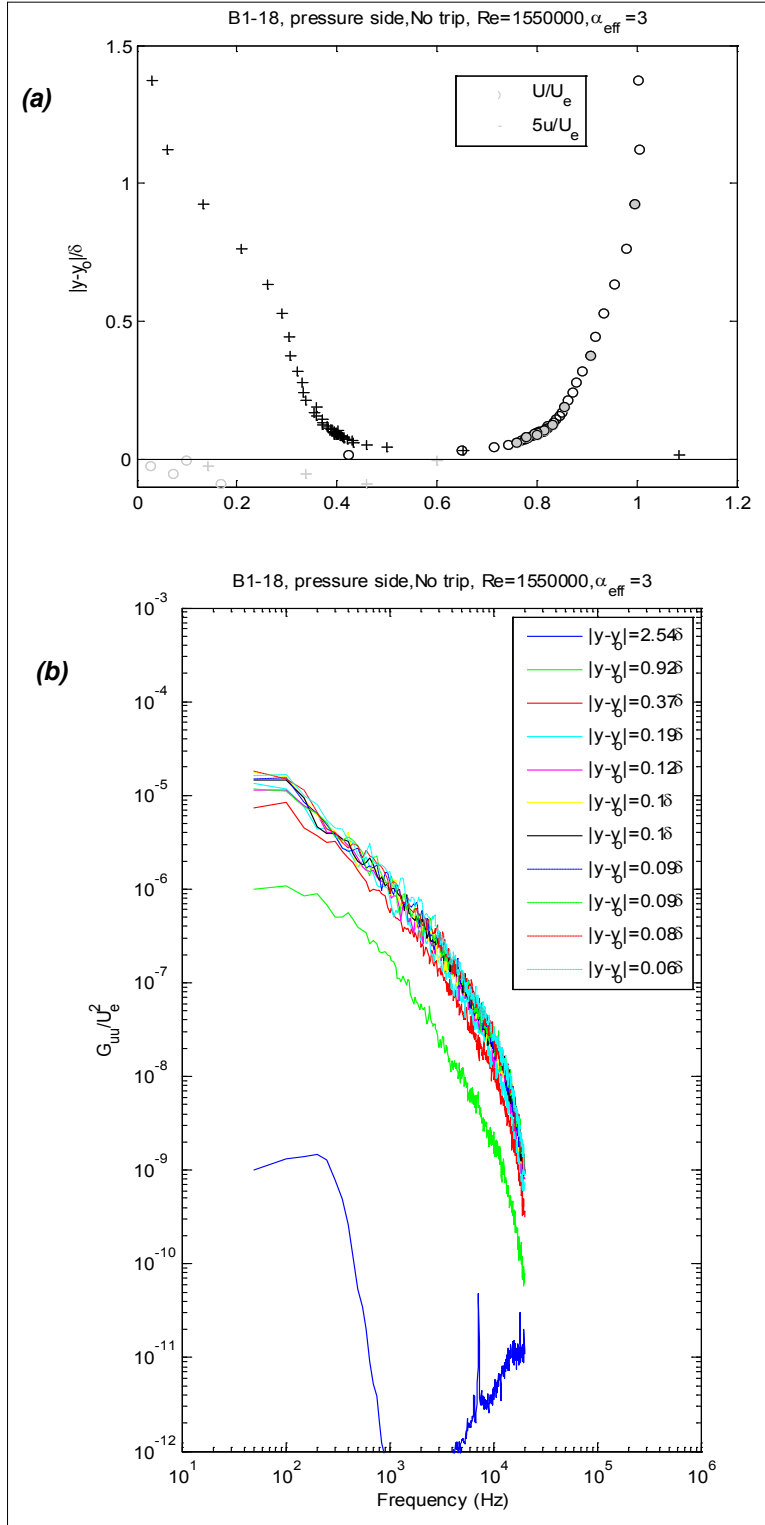 B1-18, pressure side,No trip, Re=1550000,α_eff =3
(a)
1.5
1
0.5
0
|y-y_o|/δ
U/U_e
5u/U_e
0 0.2 0.4 0.6 0.8 1 1.2
B1-18, pressure side,No trip, Re=1550000,α_eff =3
(b)
10^-3
10^-4
10^-5
10^-6
10^-7
10^-8
10^-9
10^-10
10^-11
10^-12
G_uu/U_e^2
|y-y_o|=2.54δ
|y-y_o|=0.92δ
|y-y_o|=0.37δ
|y-y_o|=0.19δ
|y-y_o|=0.12δ
|y-y_o|=0.1δ
|y-y_o|=0.1δ
|y-y_o|=0.09δ
|y-y_o|=0.09δ
|y-y_o|=0.08δ
|y-y_o|=0.06δ
10^1 10^2 10^3 10^4 10^5 10^6
Frequency (Hz)